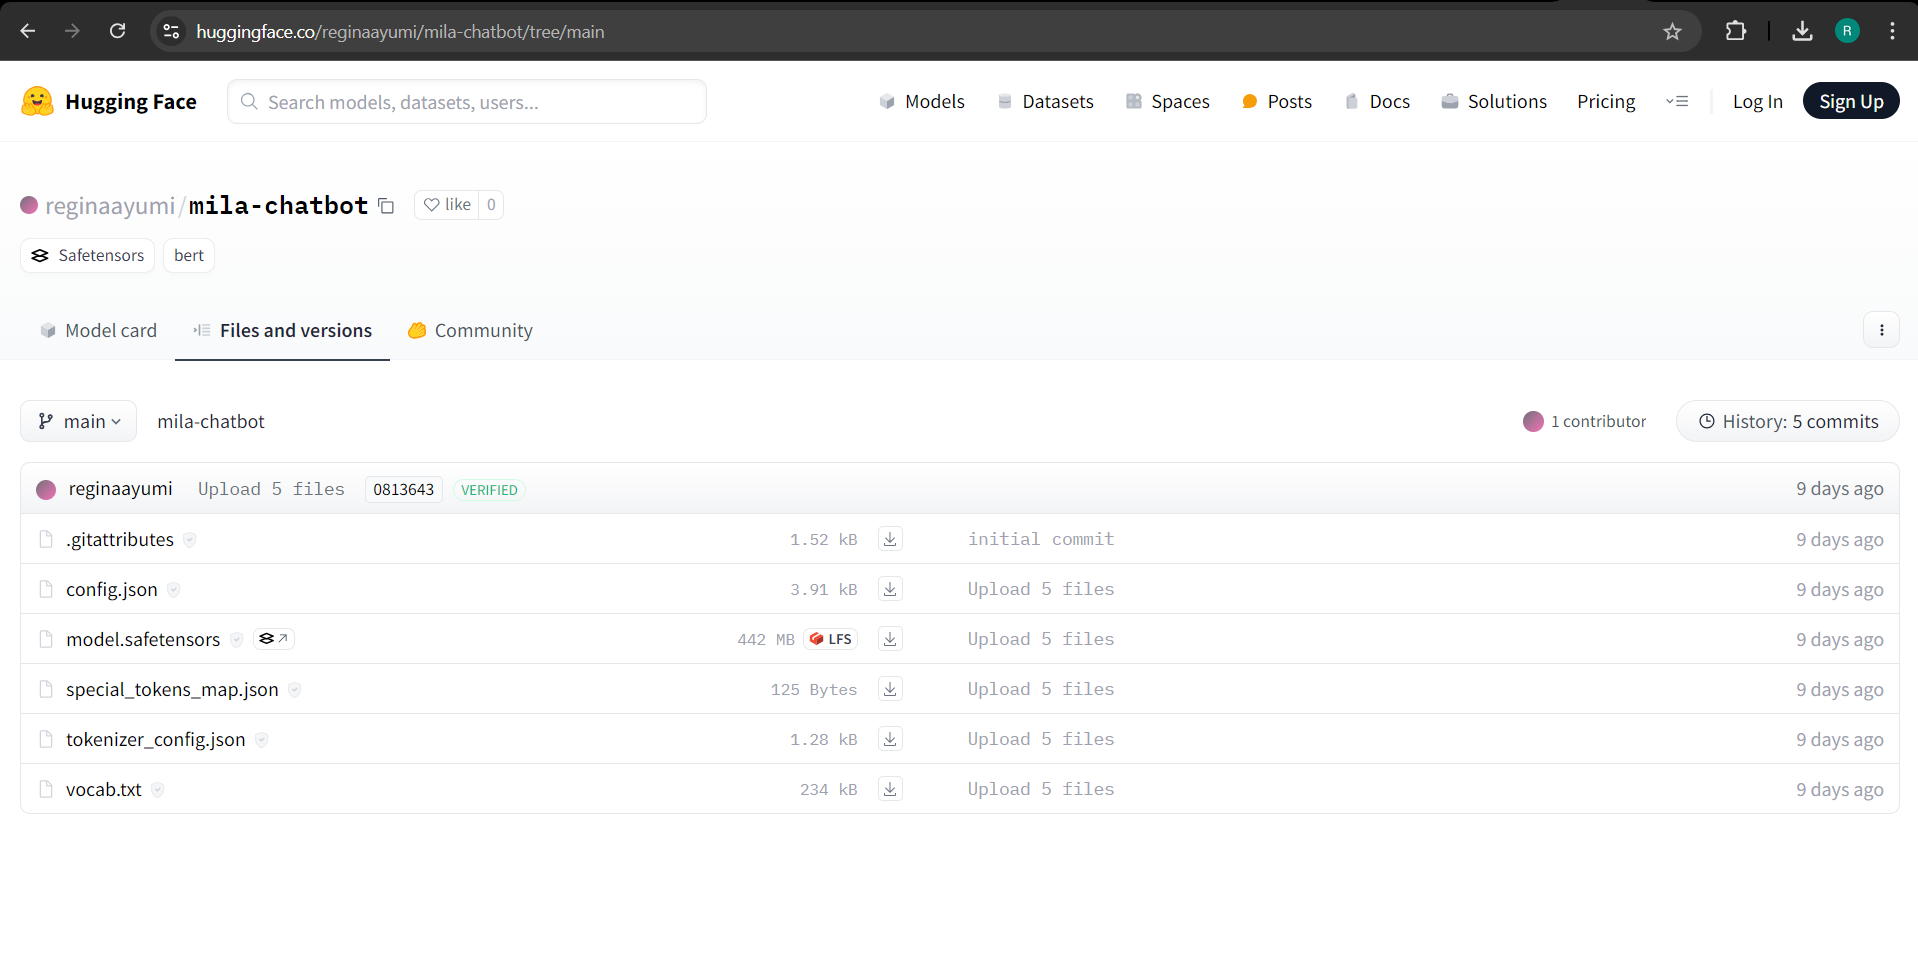 huggingface.co/reginaayumi/mila-chatbot/tree/main
R
Hugging Face
Search models, datasets, users...
Models
Datasets
Spaces
Posts
Docs
Solutions
Pricing
Log In
Sign Up
reginaayumi/mila-chatbot
like 0
Safetensors
bert
Model card
Files and versions
Community
main
mila-chatbot
1 contributor
History: 5 commits
reginaayumi Upload 5 files 0813643 VERIFIED 9 days ago
.gitattributes 1.52 kB initial commit 9 days ago
config.json 3.91 kB Upload 5 files 9 days ago
model.safetensors 442 MB LFS Upload 5 files 9 days ago
special_tokens_map.json 125 Bytes Upload 5 files 9 days ago
tokenizer_config.json 1.28 kB Upload 5 files 9 days ago
vocab.txt 234 kB Upload 5 files 9 days ago